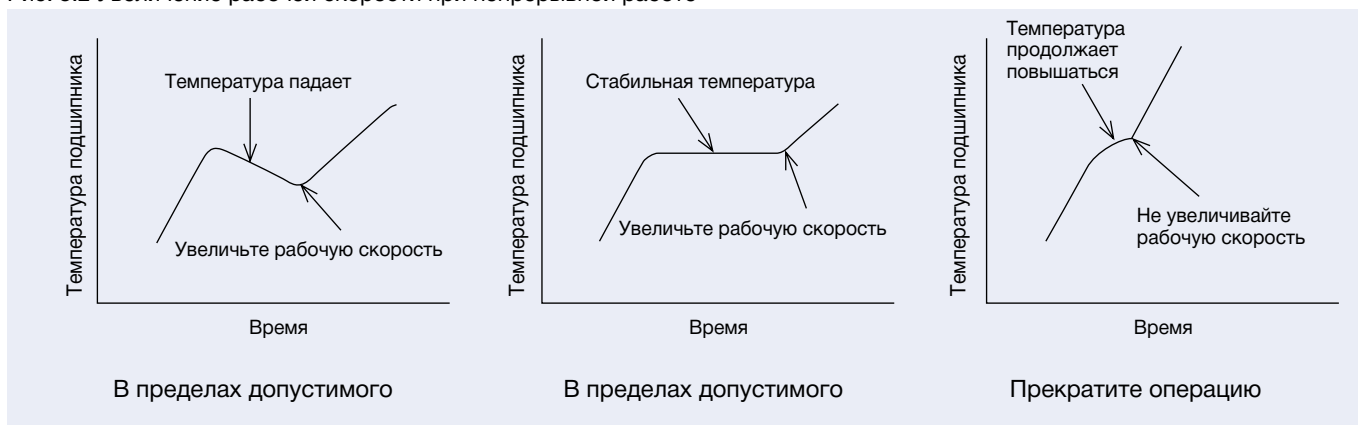 Температура подшипника
Температура падает
Увеличьте рабочую скорость
Время
В пределах допустимого
Температура подшипника
Стабильная температура
Увеличьте рабочую скорость
Время
В пределах допустимого
Температура подшипника
Температура
продолжает
повышаться
Не увеличивайте
рабочую скорость
Время
Прекратите операцию